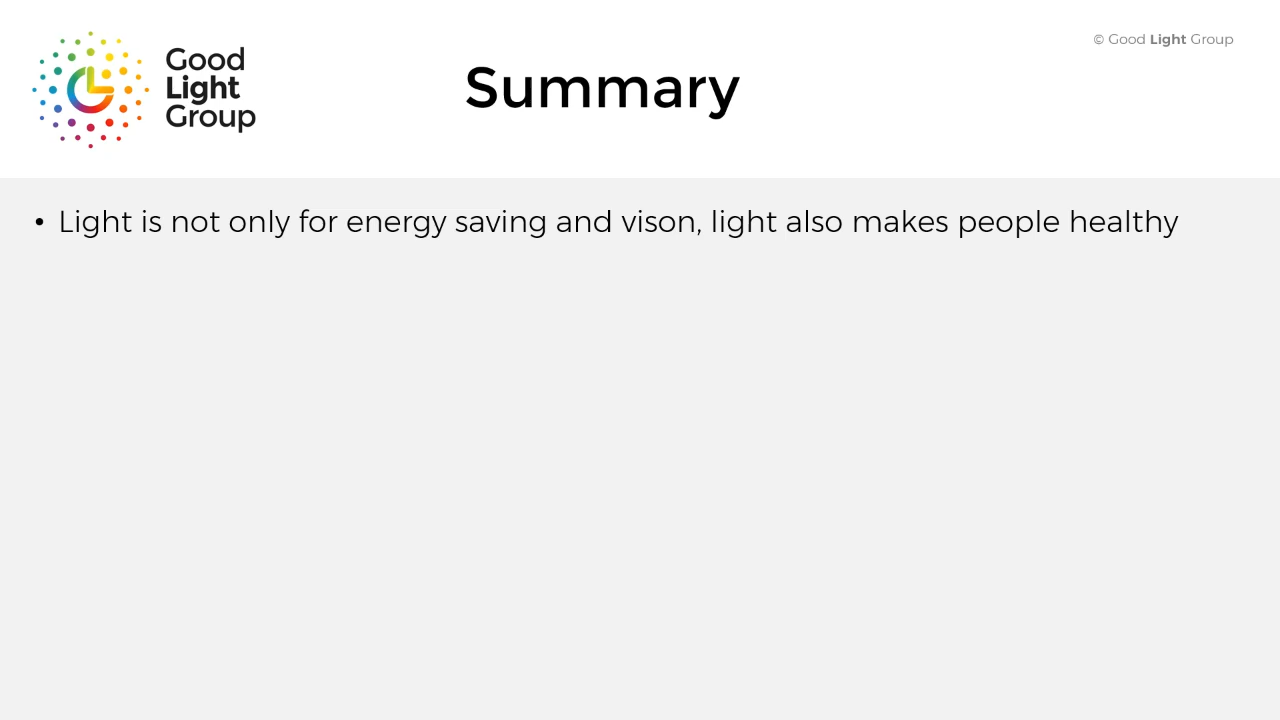 Good
Light
Group
Summary
© Good Light Group
• Light is not only for energy saving and vison, light also makes people healthy